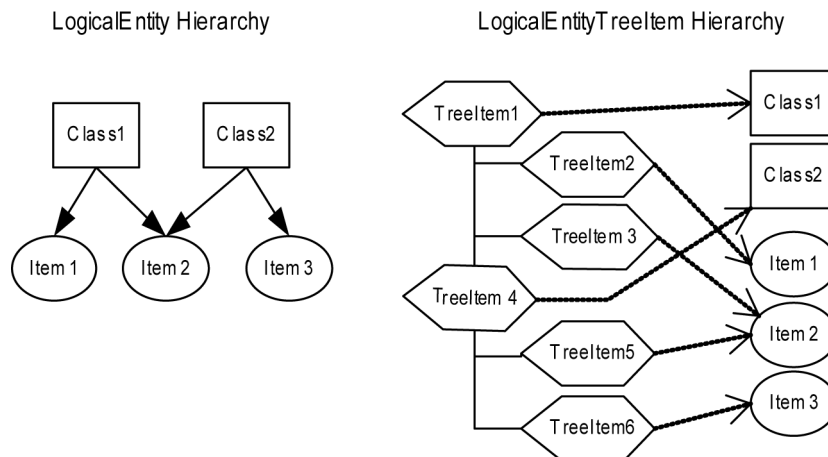 LogicalEntity Hierarchy
LogicalEntityTreeItem Hierarchy
Class1
Class2
Item 1
Item 2
Item 3
TreeItem1
TreeItem2
TreeItem 3
TreeItem 4
TreeItem5
TreeItem6
Class1
Class2
Item 1
Item 2
Item 3